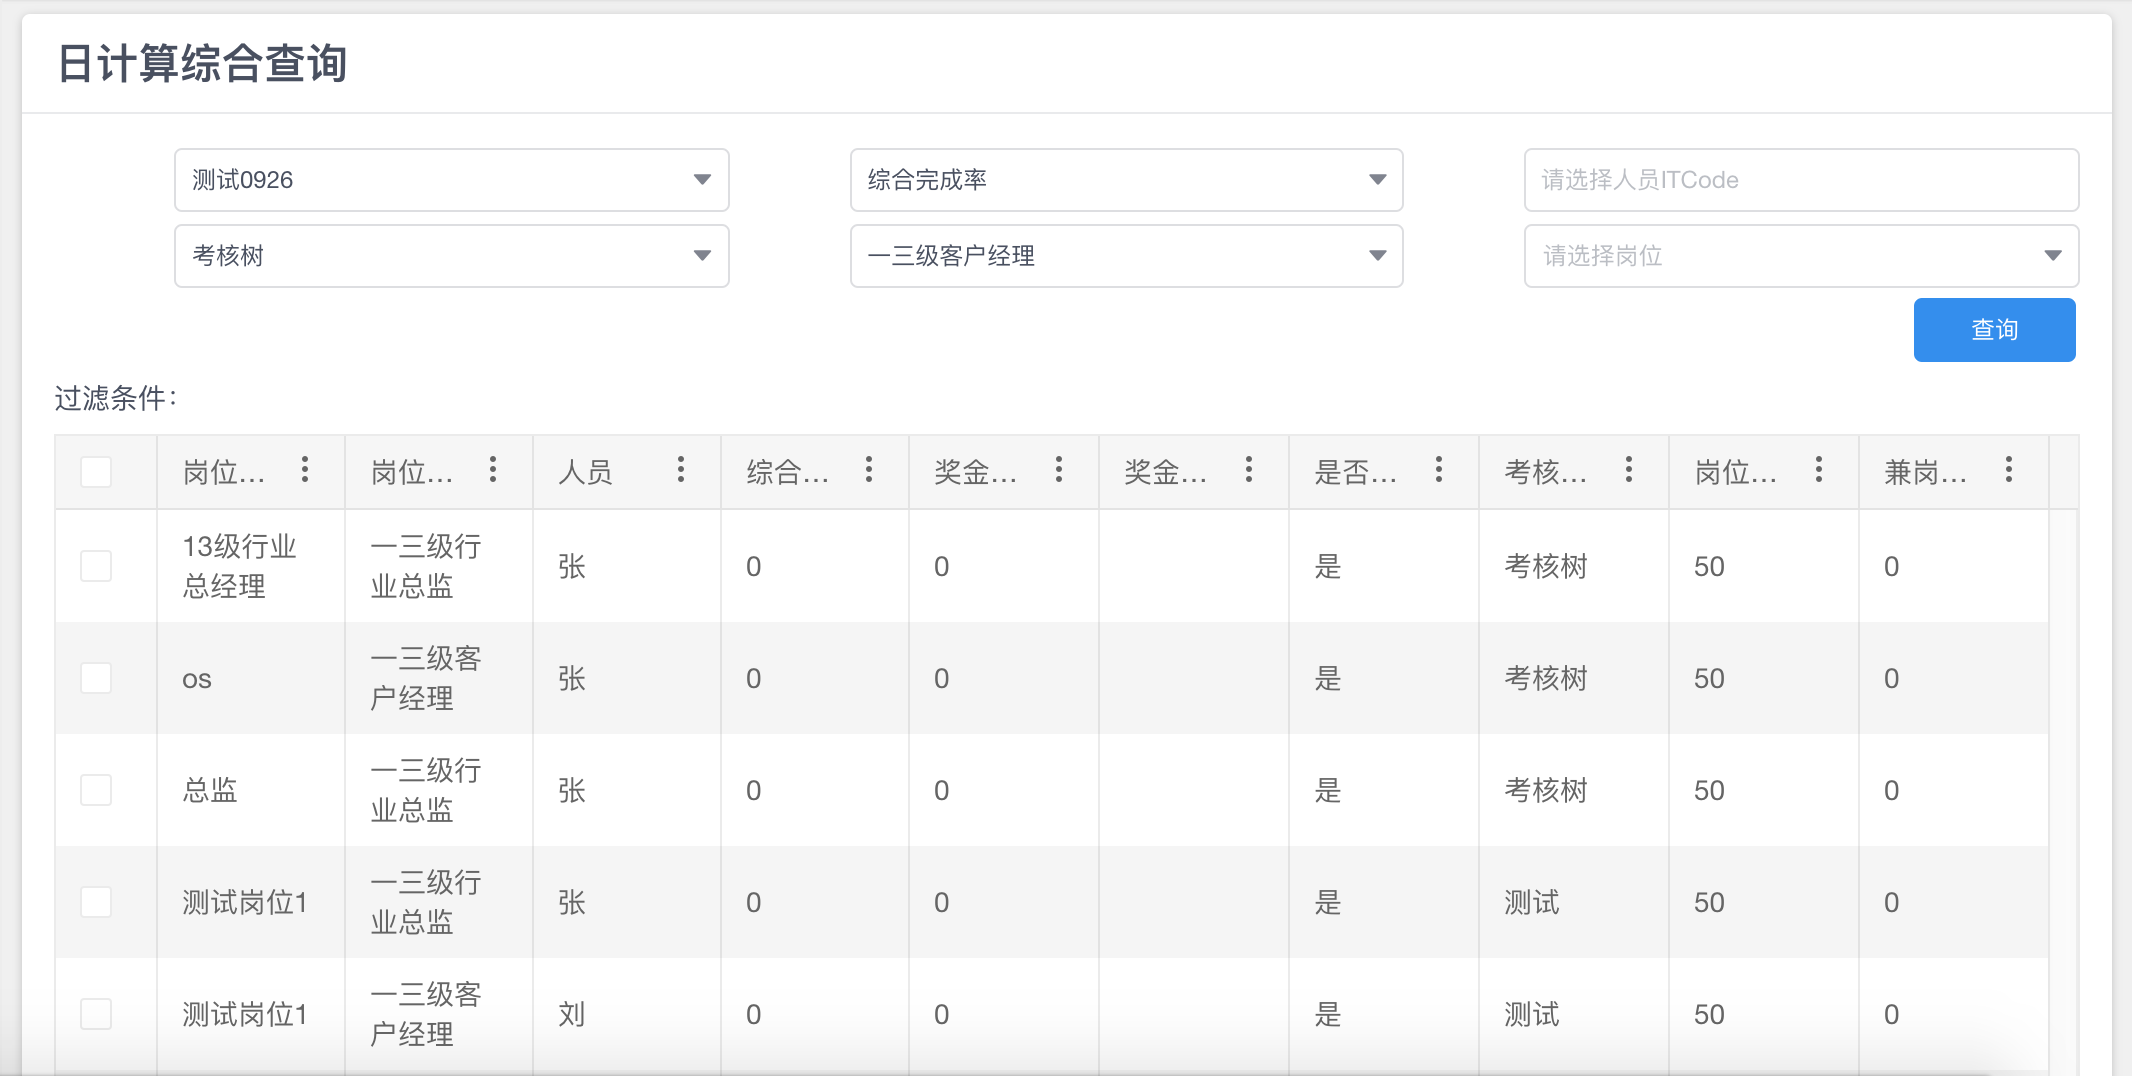 日计算综合查询
测试0926 综合完成率 请选择人员ITCode
考核树 一三级客户经理 请选择岗位
查询
过滤条件：
岗位... 岗位... 人员 综合... 奖金... 奖金... 是否... 考核... 岗位... 兼岗...
13级行业 一三级行
总经理 业总监 张 0 0 是 考核树 50 0
os 一三级客
户经理 张 0 0 是 考核树 50 0
总监 一三级行
业总监 张 0 0 是 考核树 50 0
测试岗位1 一三级行
业总监 张 0 0 是 测试 50 0
测试岗位1 一三级客
户经理 刘 0 0 是 测试 50 0